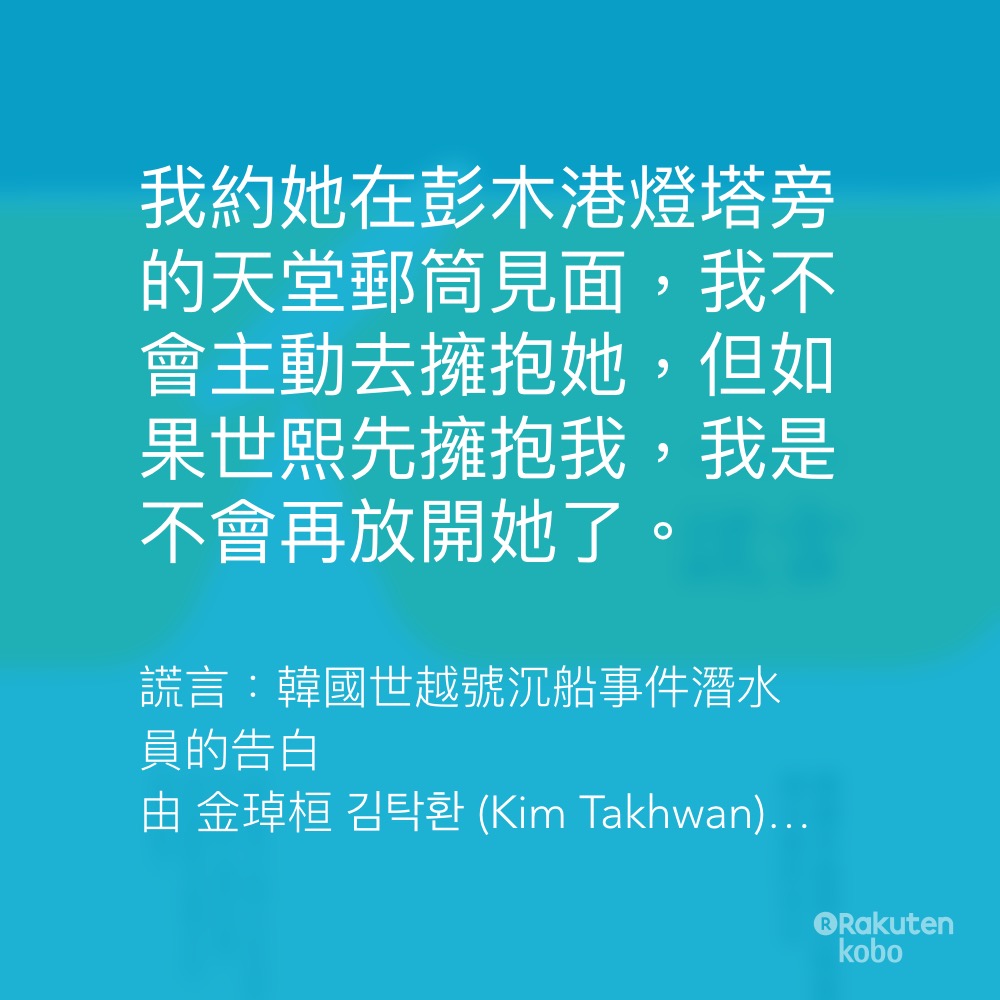 我約她在彭木港燈塔旁
的天堂郵筒見面，我不
會主動去擁抱她，但如
果世熙先擁抱我，我是
不會再放開她了。
謊言：韓國世越號沉船事件潛水
員的告白
由 金琸桓 김탁환 (Kim Takhwan)…
Rakuten
kobo